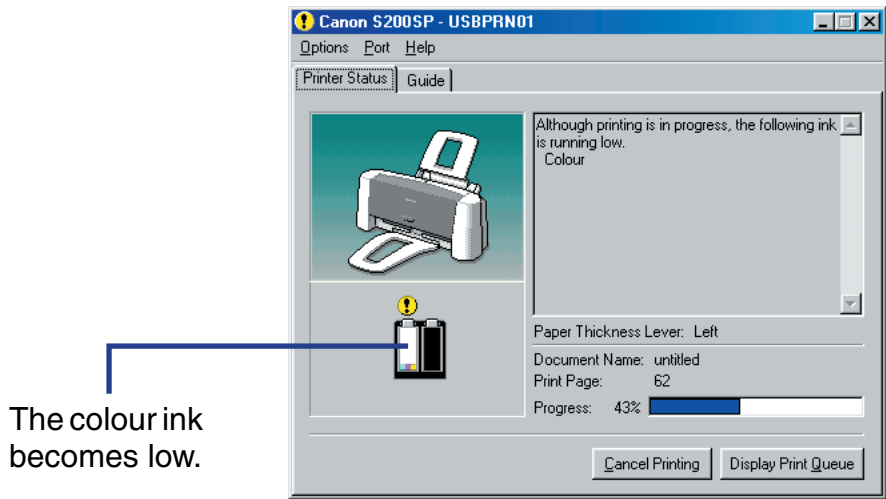 Canon S200SP - USBPRN01
Options Port Help
Printer Status Guide
Although printing is in progress, the following ink
is running low.
Colour
Paper Thickness Lever: Left
Document Name: untitled
Print Page: 62
Progress: 43%
The colour ink
becomes low.
Cancel Printing Display Print Queue